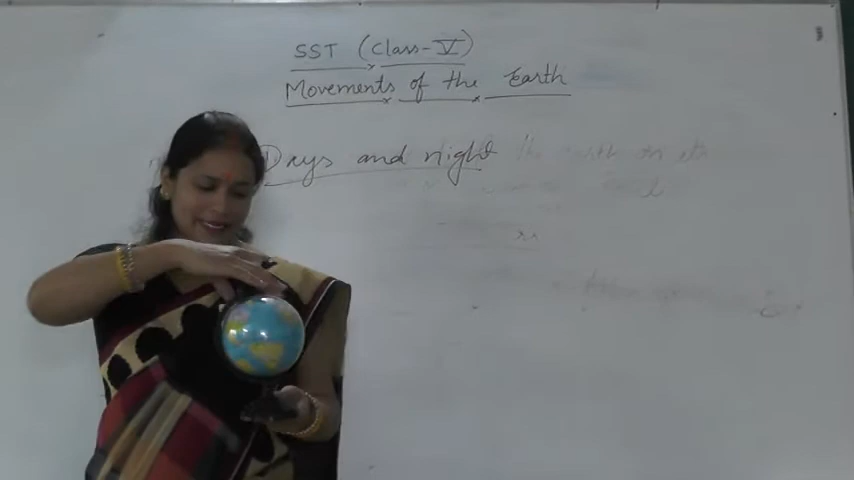 SST (Class-V)
Movements of the Earth
Days and night